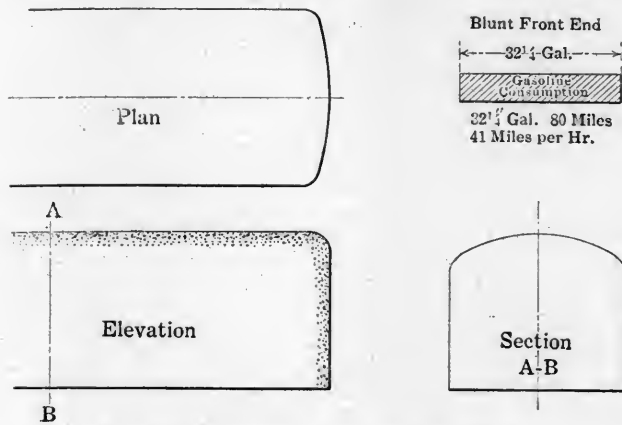 Blunt Front End
32¼ Gal.
Gasoline
Consumption
32¼" Gal. 80 Miles
41 Miles per Hr.
Plan
A
Elevation
B
Section
A-B